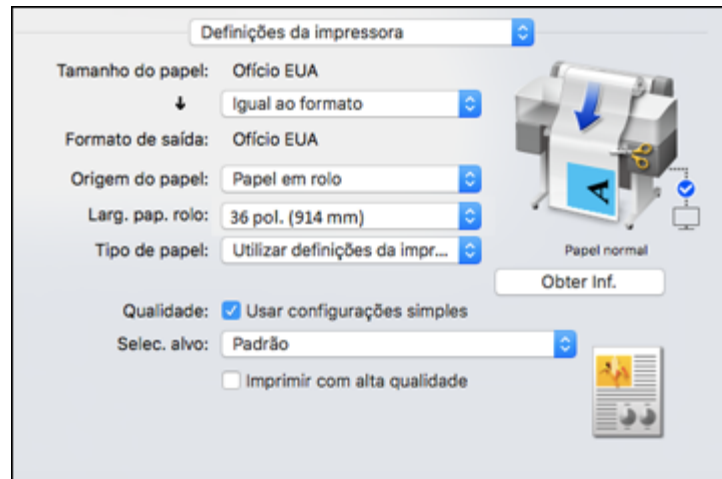 Definições da impressora
Tamanho do papel: Ofício EUA
Igual ao formato
Formato de saída: Ofício EUA
Origem do papel: Papel em rolo
Larg. pap. rolo: 36 pol. (914 mm)
Tipo de papel: Utilizar definições da impr...
Papel normal
Obter Inf.
Qualidade: Usar configurações simples
Selec. alvo: Padrão
Imprimir com alta qualidade